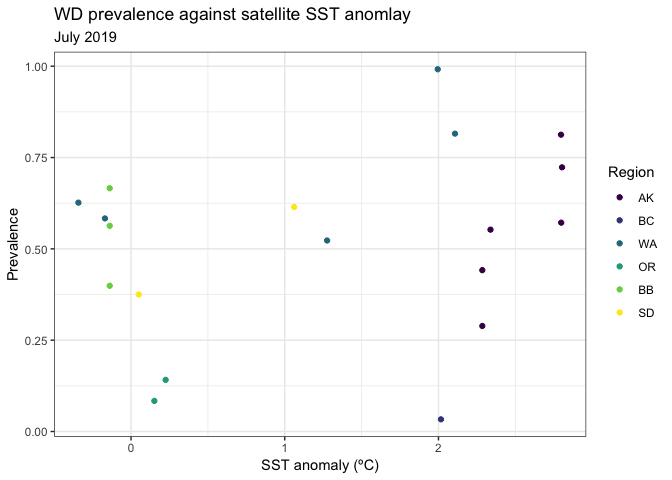 WD prevalence against satellite SST anomlay
July 2019
1.00
0.75
0.50
0.25
0.00
Prevalence
0
1
2
SST anomaly (ºC)
Region
AK
BC
WA
OR
BB
SD